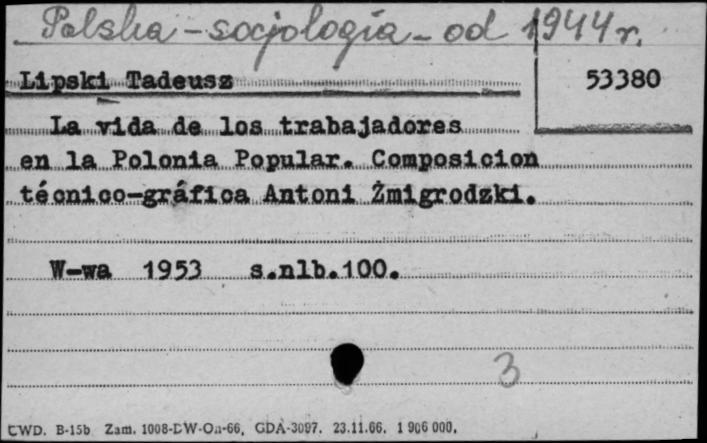 Polska - socjologia - od 1944 r.
Lipski Tadeusz
53380
La vida de los trabajadores
en la Polonia Popular. Composicion
técnico-gráfica Antoni Żmigrodzki.
W-wa 1953 s.nlb.100.
3
CWD. B-15b Zam. 1008-DW-On-66, GDA-3097. 23.11.66. 1 906 000,